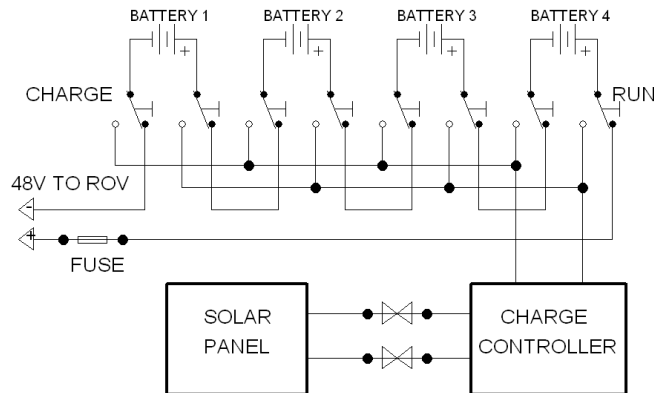 BATTERY 1 BATTERY 2 BATTERY 3 BATTERY 4
+ + + +
CHARGE RUN
48V TO ROV
-
+
FUSE
SOLAR PANEL
CHARGE CONTROLLER